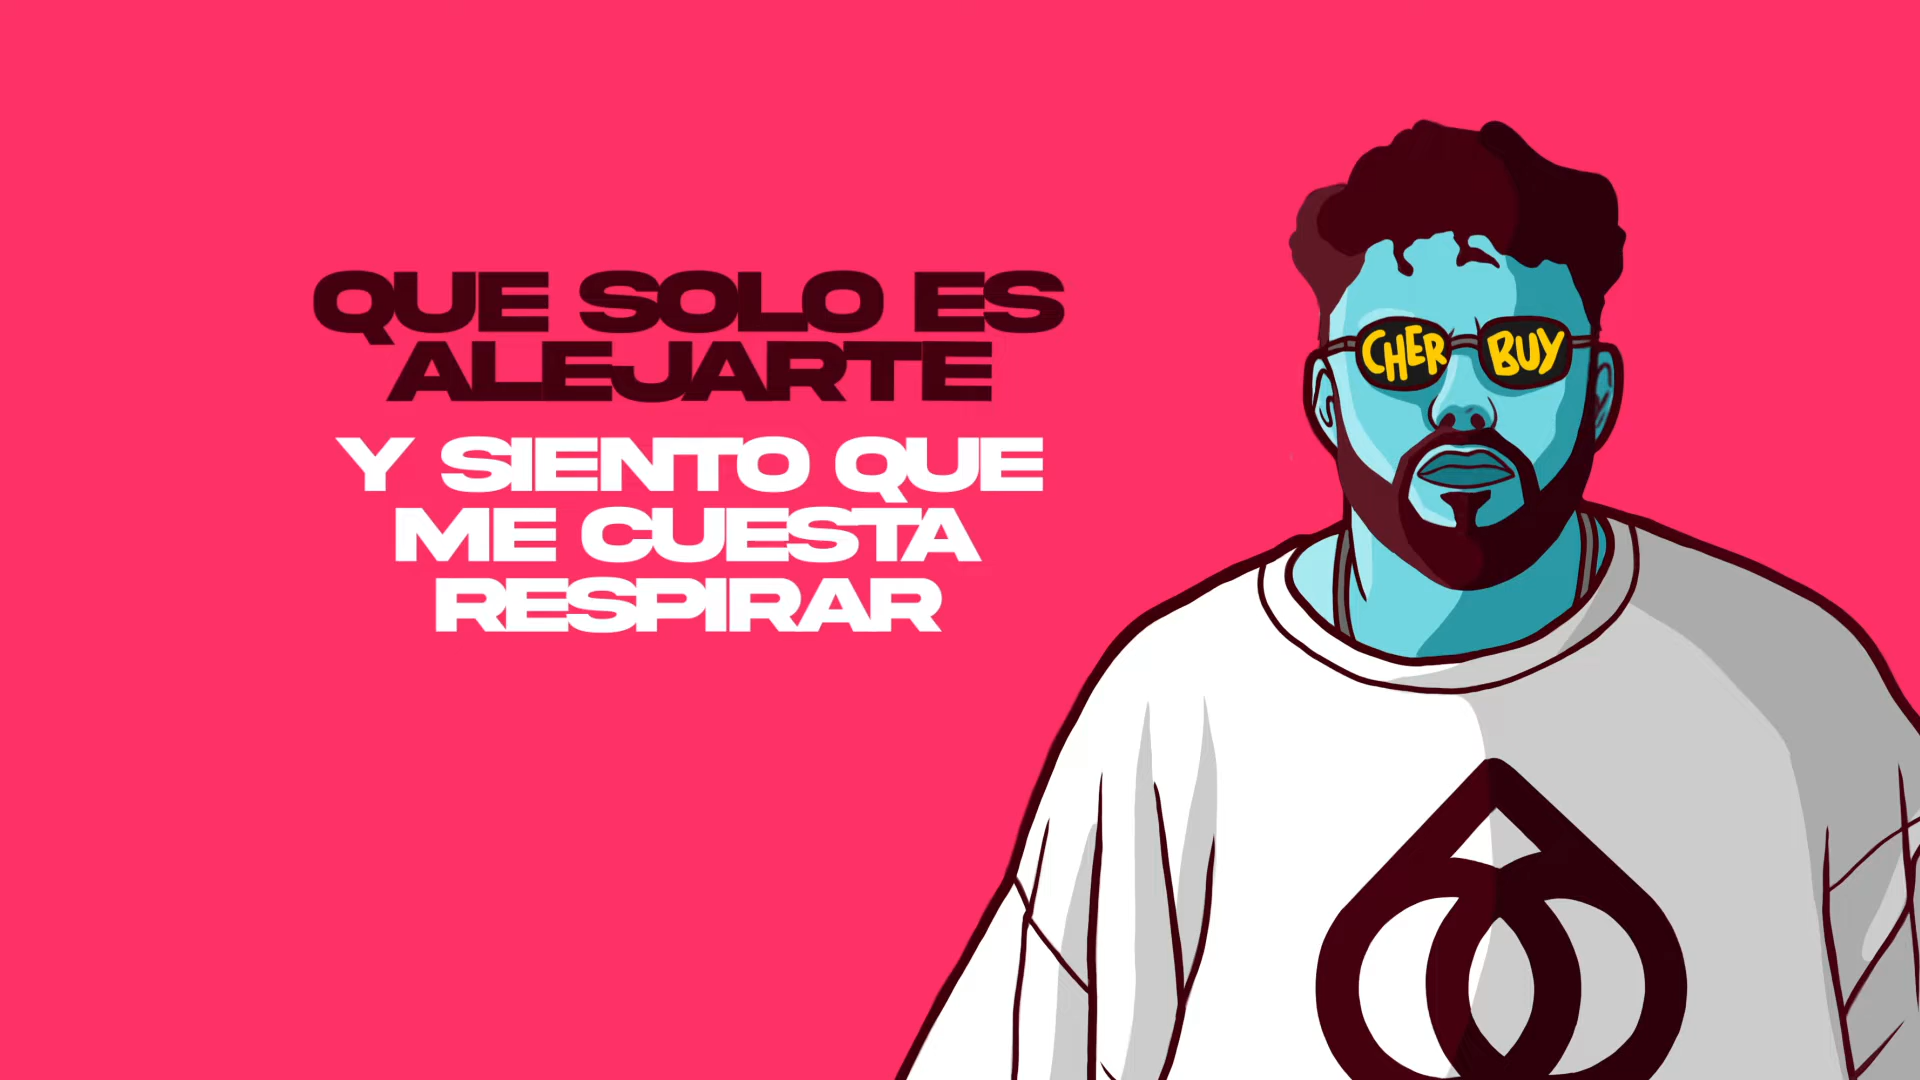 QUE SOLO ES
ALEJARTE
Y SIENTO QUE
ME CUESTA
RESPIRAR
CHER BUY